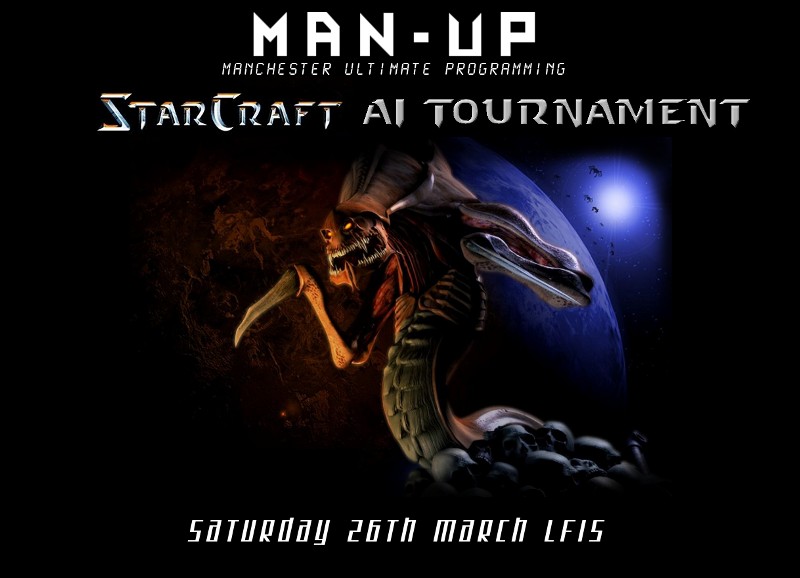 MAN-UP
MANCHESTER ULTIMATE PROGRAMMING
STARCRAFT AI TOURNAMENT
Saturday 26th March LF15